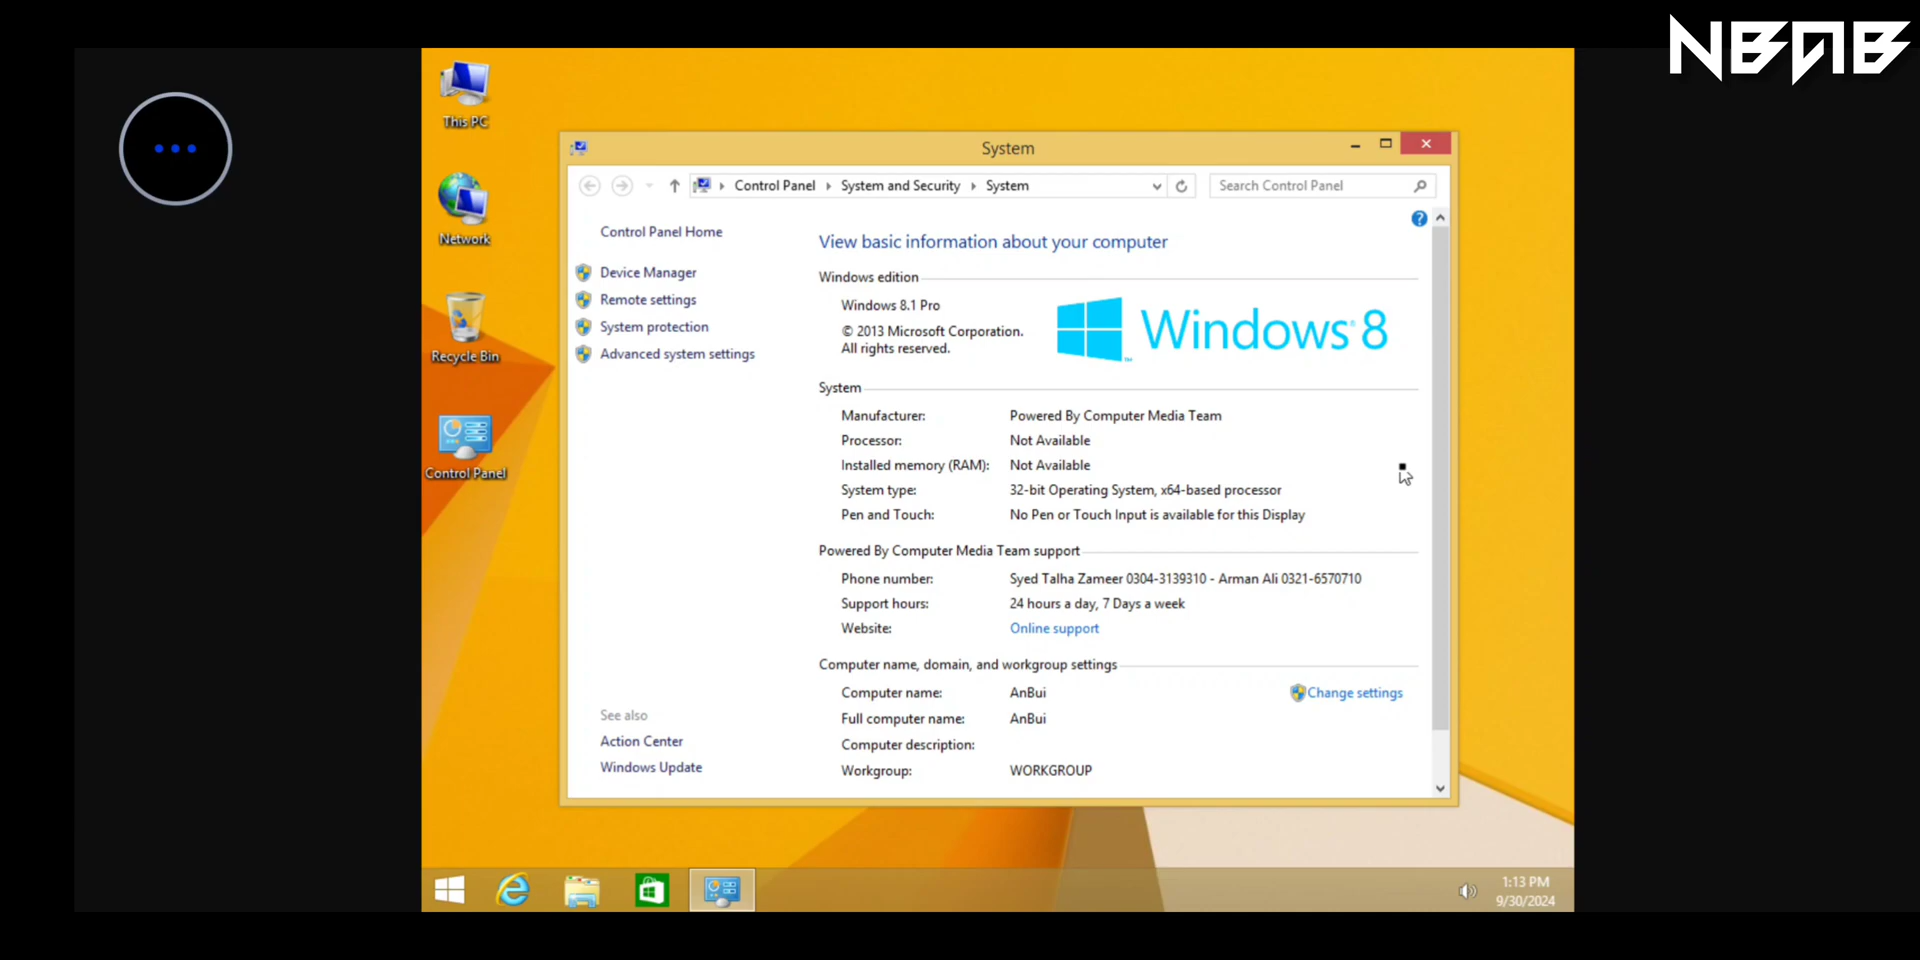 NBAB
This PC
Network
Recycle Bin
Control Panel
System
Control Panel System and Security System
Search Control Panel
Control Panel Home
Device Manager
Remote settings
System protection
Advanced system settings
See also
Action Center
Windows Update
View basic information about your computer
Windows edition
Windows 8.1 Pro
© 2013 Microsoft Corporation.
All rights reserved.
Windows® 8™
System
Manufacturer: Powered By Computer Media Team
Processor: Not Available
Installed memory (RAM): Not Available
System type: 32-bit Operating System, x64-based processor
Pen and Touch: No Pen or Touch Input is available for this Display
Powered By Computer Media Team support
Phone number: Syed Talha Zameer 0304-3139310 - Arman Ali 0321-6570710
Support hours: 24 hours a day, 7 Days a week
Website: Online support
Computer name, domain, and workgroup settings
Computer name: AnBui
Change settings
Full computer name: AnBui
Computer description:
Workgroup: WORKGROUP
1:13 PM
9/30/2024